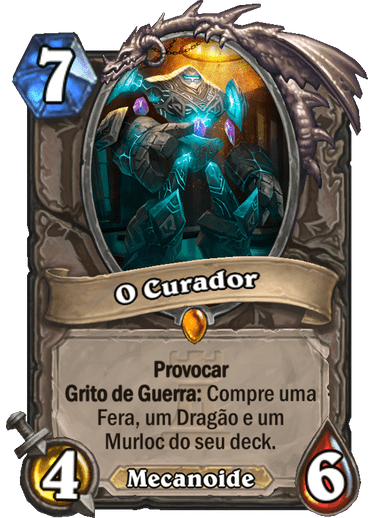 7
O Curador
Provocar
Grito de Guerra: Compre uma
Fera, um Dragão e um
Murloc do seu deck.
4
Mecanoide
6